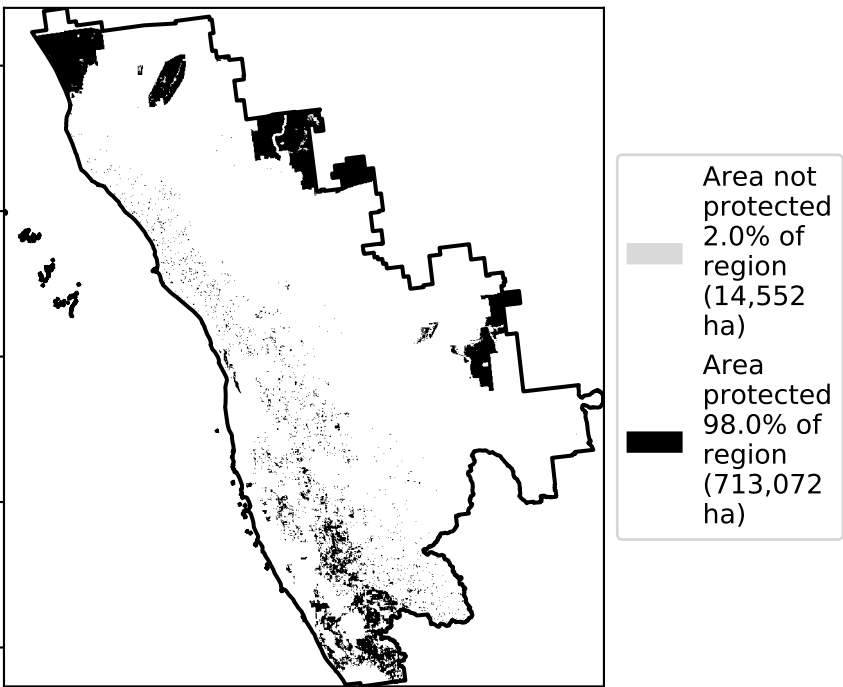 Area not
protected
2.0% of
region
(14,552
ha)
Area
protected
98.0% of
region
(713,072
ha)